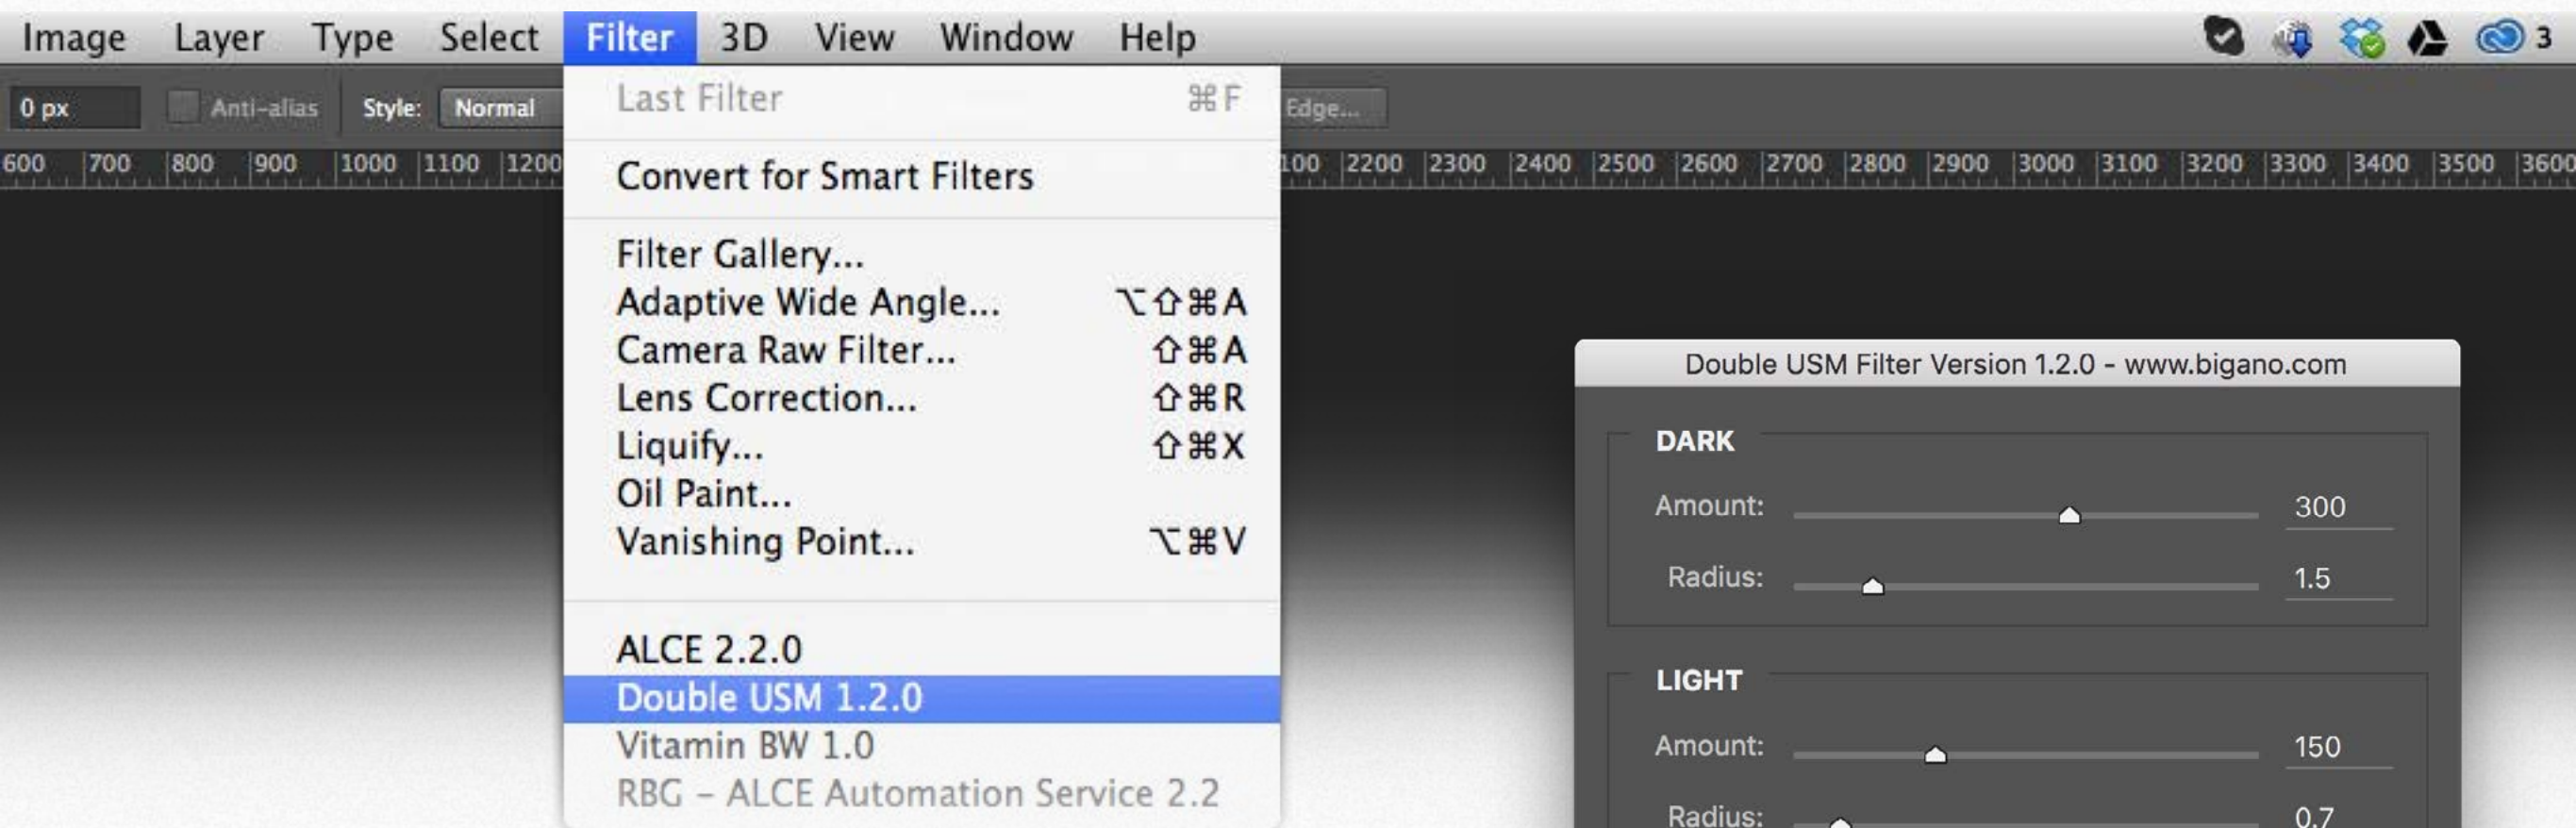 Image Layer Type Select Filter 3D View Window Help 3
0 px Anti-alias Style: Normal Edge...
600 700 800 900 1000 1100 1200 100 2200 2300 2400 2500 2600 2700 2800 2900 3000 3100 3200 3300 3400 3500 3600
Last Filter ⌘F
Convert for Smart Filters
Filter Gallery...
Adaptive Wide Angle... ⌥⇧⌘A
Camera Raw Filter... ⇧⌘A
Lens Correction... ⇧⌘R
Liquify... ⇧⌘X
Oil Paint...
Vanishing Point... ⌥⌘V
ALCE 2.2.0
Double USM 1.2.0
Vitamin BW 1.0
RBG – ALCE Automation Service 2.2
Double USM Filter Version 1.2.0 - www.bigano.com
DARK
Amount: 300
Radius: 1.5
LIGHT
Amount: 150
Radius: 0.7